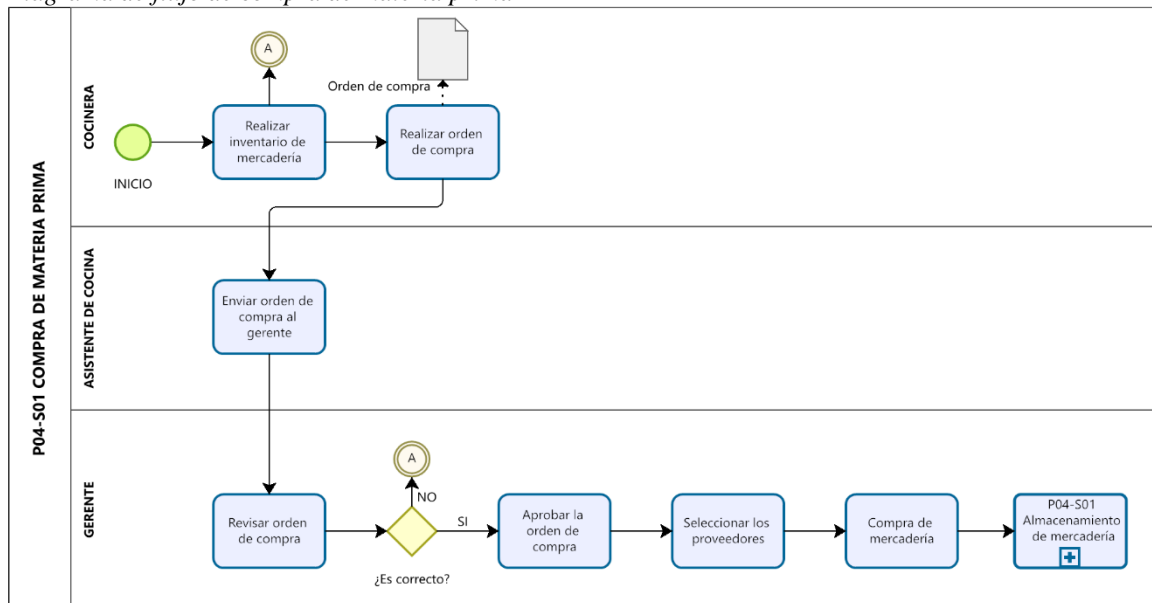 P04-S01 COMPRA DE MATERIA PRIMA
COCINERA
A
Orden de compra
Realizar
inventario de
mercadería
Realizar orden
de compra
INICIO
ASISTENTE DE COCINA
Enviar orden de
compra al
gerente
GERENTE
A
NO
SI
Revisar orden
de compra
¿Es correcto?
Aprobar la
orden de
compra
Seleccionar los
proveedores
Compra de
mercadería
P04-S01
Almacenamiento
de mercadería